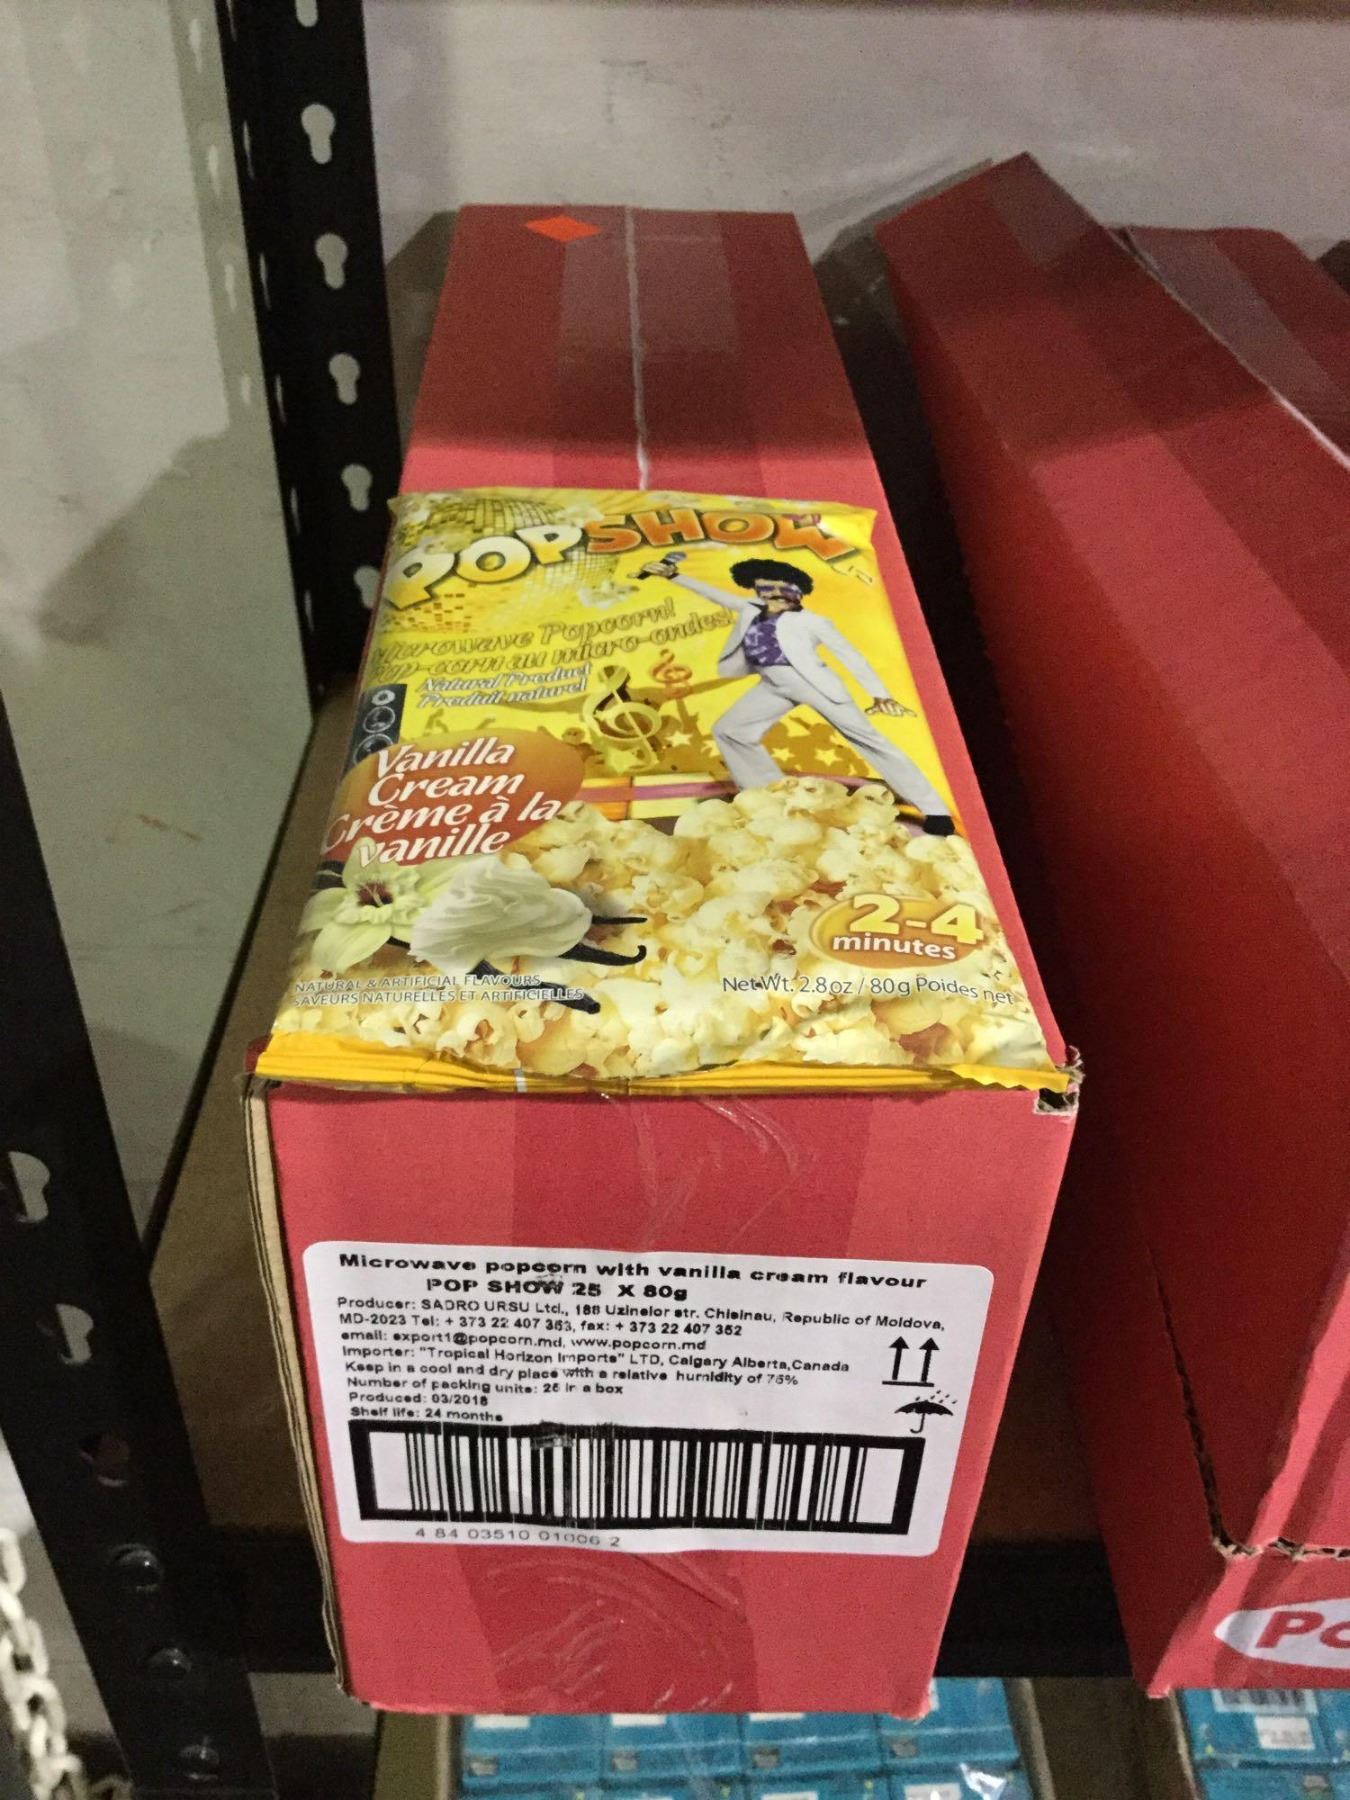 POPSHOW
Microwave Popcorn!
Pop-corn au micro-ondes!
Natural Product
Produit naturel
Vanilla
Cream
Crème à la
vanille
2-4
minutes
NATURAL & ARTIFICIAL FLAVOURS
SAVEURS NATURELLES ET ARTIFICIELLES
Net Wt. 2.8 oz / 80 g Poides net
Microwave popcorn with vanilla cream flavour
POP SHOW 25 X 80g
Producer: SADRO URSU Ltd., 188 Uzinelor str. Chisinau, Republic of Moldova,
MD-2023 Tel: + 373 22 407 353, fax: + 373 22 407 352
email: export1@popcorn.md, www.popcorn.md
Importer: "Tropical Horizon Imports" LTD, Calgary Alberta,Canada
Keep in a cool and dry place with a relative humidity of 75%
Number of packing units: 25 in a box
Produced: 03/2018
Shelf life: 24 months
4 84 03510 01006 2